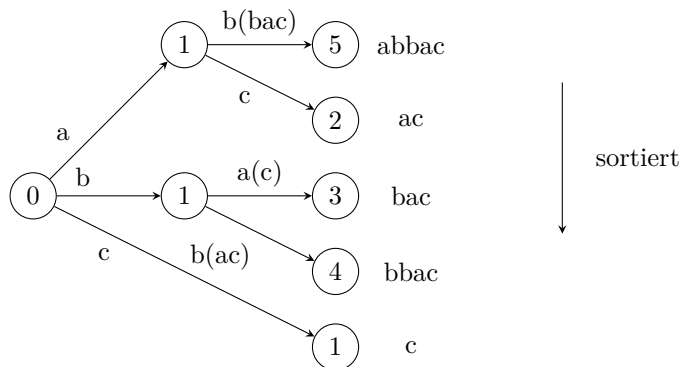 1 b(bac) 5 abbac
a c 2 ac
sortiert
0 b 1 a(c) 3 bac
c b(ac) 4 bbac
1 c